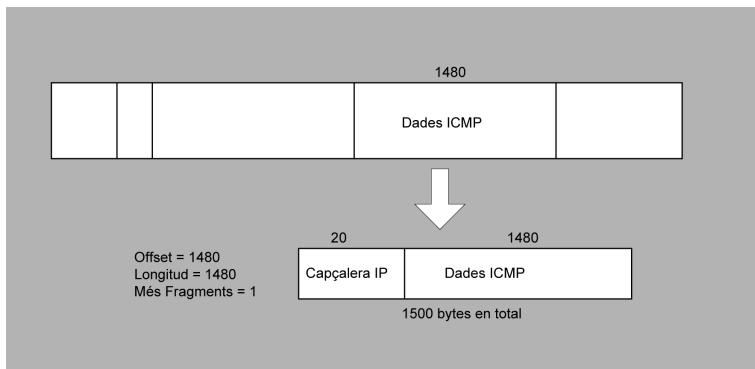 1480
Dades ICMP
20
1480
Offset = 1480
Longitud = 1480
Més Fragments = 1
Capçalera IP
Dades ICMP
1500 bytes en total